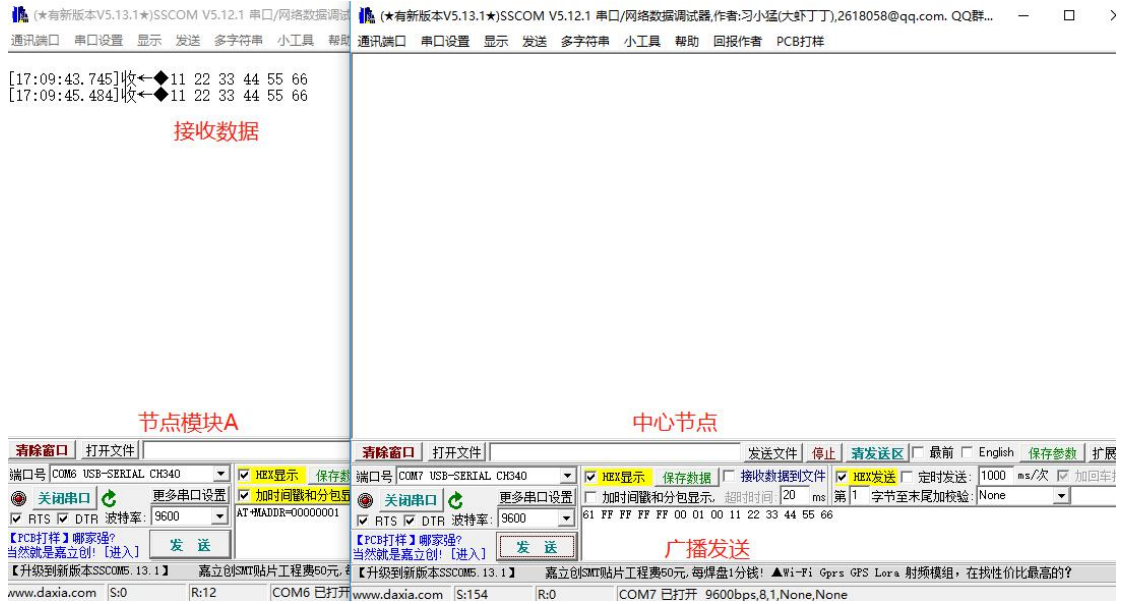 (★有新版本V5.13.1★)SSCOM V5.12.1 串口/网络数据调试
通讯端口 串口设置 显示 发送 多字符串 小工具 帮助
[17:09:43.745]收←◆11 22 33 44 55 66
[17:09:45.484]收←◆11 22 33 44 55 66
接收数据
节点模块A
清除窗口 打开文件
端口号 COM6 USB-SERIAL CH340 HEX显示 保存数
关闭串口 更多串口设置 加时间戳和分包显
RTS DTR 波特率: 9600 AT+MADDR=00000001
【PCB打样】哪家强?
当然就是嘉立创! [进入] 发 送
【升级到新版本SSCOM5.13.1】 嘉立创SMT贴片工程费50元,
www.daxia.com S:0 R:12 COM6 已打开
(★有新版本V5.13.1★)SSCOM V5.12.1 串口/网络数据调试器,作者:习小猛(大虾丁丁),2618058@qq.com. QQ群...
通讯端口 串口设置 显示 发送 多字符串 小工具 帮助 回报作者 PCB打样
中心节点
清除窗口 打开文件 发送文件 停止 清发送区 最前 English 保存参数 扩展
端口号 COM7 USB-SERIAL CH340 HEX显示 保存数据 接收数据到文件 HEX发送 定时发送: 1000 ms/次 加回车
关闭串口 更多串口设置 加时间戳和分包显示, 超时时间: 20 ms 第 1 字节至末尾加校验: None
RTS DTR 波特率: 9600 61 FF FF FF FF 00 01 00 11 22 33 44 55 66
【PCB打样】哪家强?
当然就是嘉立创! [进入] 发 送
广播发送
【升级到新版本SSCOM5.13.1】 嘉立创SMT贴片工程费50元,每焊盘1分钱! ▲Wi-Fi Gprs GPS Lora 射频模组，在找性价比最高的?
www.daxia.com S:154 R:0 COM7 已打开 9600bps,8,1,None,None